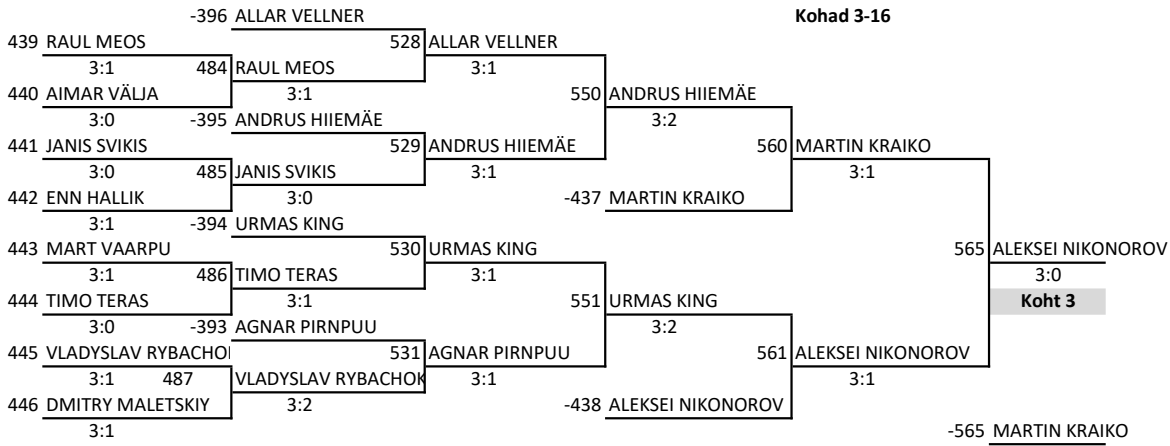 -396 ALLAR VELLNER Kohad 3-16
439 RAUL MEOS 528 ALLAR VELLNER
3:1 484 RAUL MEOS 3:1
440 AIMAR VÄLJA 3:1 550 ANDRUS HIIEMÄE
3:0 -395 ANDRUS HIIEMÄE 3:2
441 JANIS SVIKIS 529 ANDRUS HIIEMÄE 560 MARTIN KRAIKO
3:0 485 JANIS SVIKIS 3:1 3:1
442 ENN HALLIK 3:0 -437 MARTIN KRAIKO
3:1 -394 URMAS KING
443 MART VAARPU 530 URMAS KING 565 ALEKSEI NIKONOROV
3:1 486 TIMO TERAS 3:1 3:0
444 TIMO TERAS 3:1 551 URMAS KING Koht 3
3:0 -393 AGNAR PIRNPUU 3:2
445 VLADYSLAV RYBACHO 531 AGNAR PIRNPUU 561 ALEKSEI NIKONOROV
3:1 487 VLADYSLAV RYBACHOK 3:1 3:1
446 DMITRY MALETSKIY 3:2 -438 ALEKSEI NIKONOROV
3:1 -565 MARTIN KRAIKO